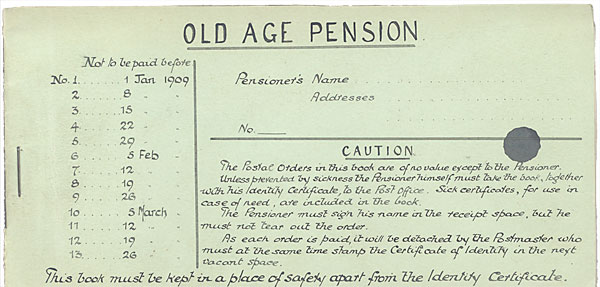 OLD AGE PENSION.
Not to be paid before
No. 1 ....... 1 Jan 1909
2 ....... 8 " "
3 ....... 15 " "
4 ....... 22 " "
5 ....... 29 " "
6 ....... 5 Feb "
7 ....... 12 " "
8 ....... 19 " "
9 ....... 26 " "
10 ....... 5 March "
11 ....... 12 " "
12 ....... 19 " "
13 ....... 26 " "
Pensioner's Name
Addresses
No.
CAUTION.
The Postal Orders in this book are of no value except to the Pensioner.
Unless prevented by sickness the Pensioner himself must take the book, together
with his Identity Certificate, to the Post Office. Sick certificates, for use in
case of need, are included in the book.
The Pensioner must sign his name in the receipt space, but he
must not tear out the order.
As each order is paid, it will be detached by the Postmaster who
must at the same time stamp the Certificate of Identity in the next
vacant space.
This book must be kept in a place of safety apart from the Identity Certificate.